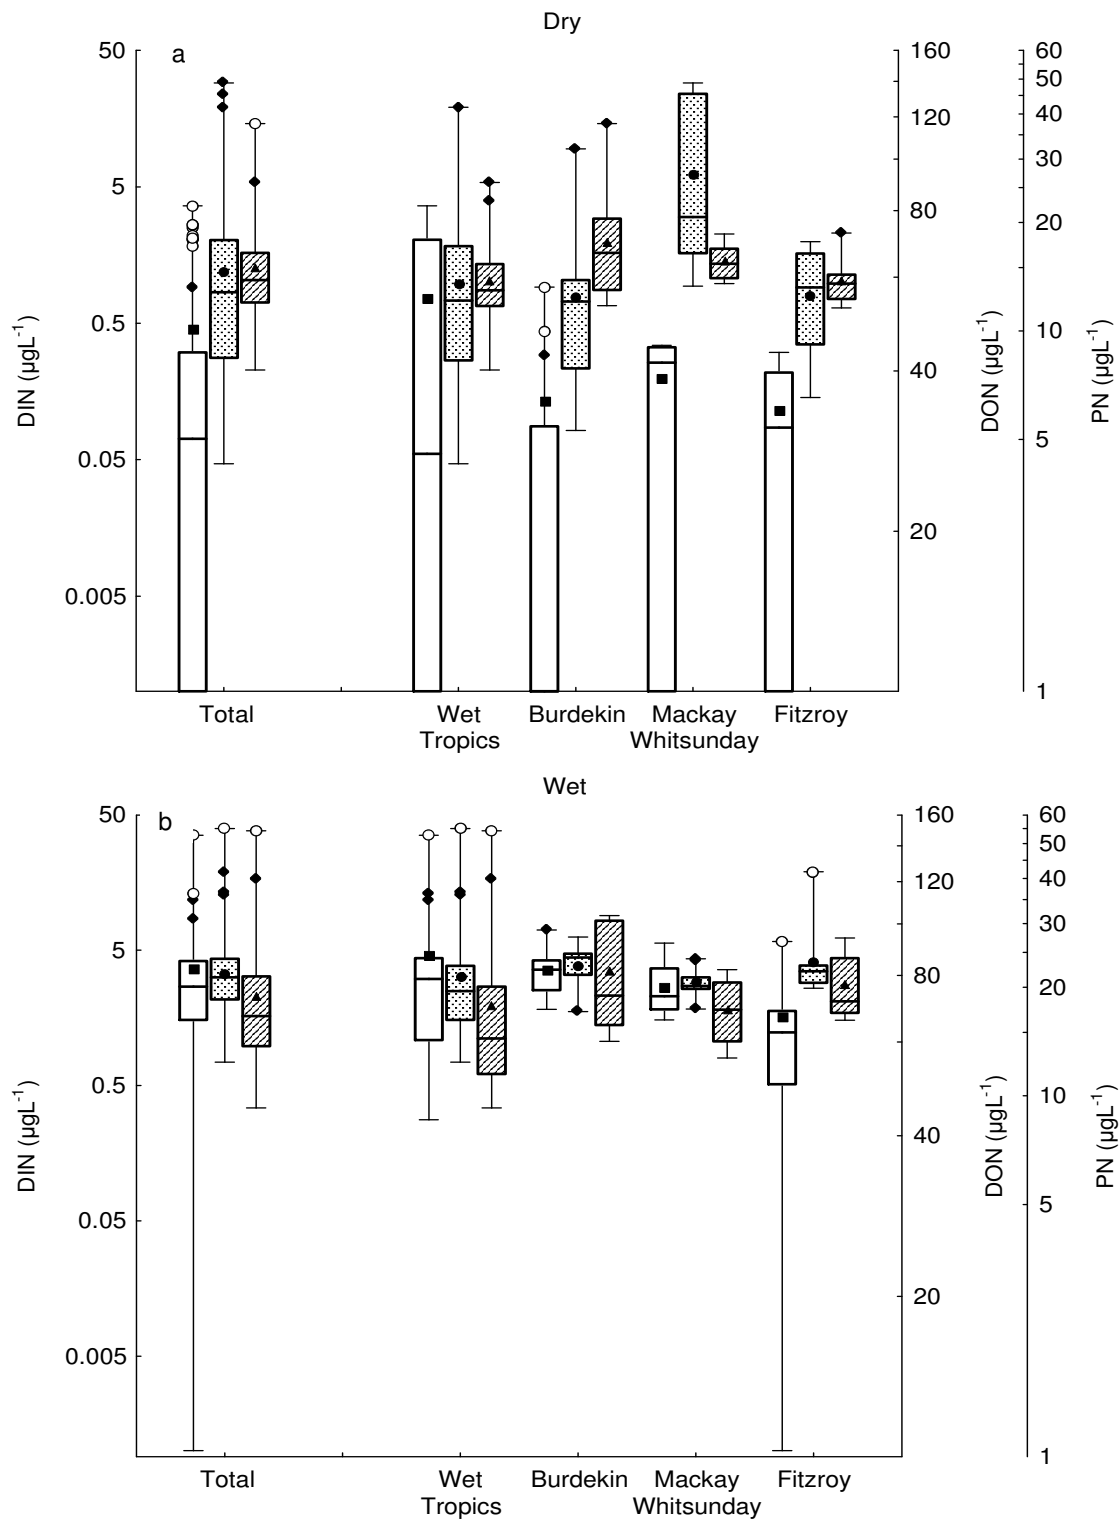 Dry
a
50
5
0.5
0.05
0.005
DIN (µgL⁻¹)
160
120
80
40
20
DON (µgL⁻¹)
60
50
40
30
20
10
5
1
PN (µgL⁻¹)
Total
Wet
Tropics
Burdekin
Mackay
Whitsunday
Fitzroy
Wet
b
50
5
0.5
0.05
0.005
DIN (µgL⁻¹)
160
120
80
40
20
DON (µgL⁻¹)
60
50
40
30
20
10
5
1
PN (µgL⁻¹)
Total
Wet
Tropics
Burdekin
Mackay
Whitsunday
Fitzroy